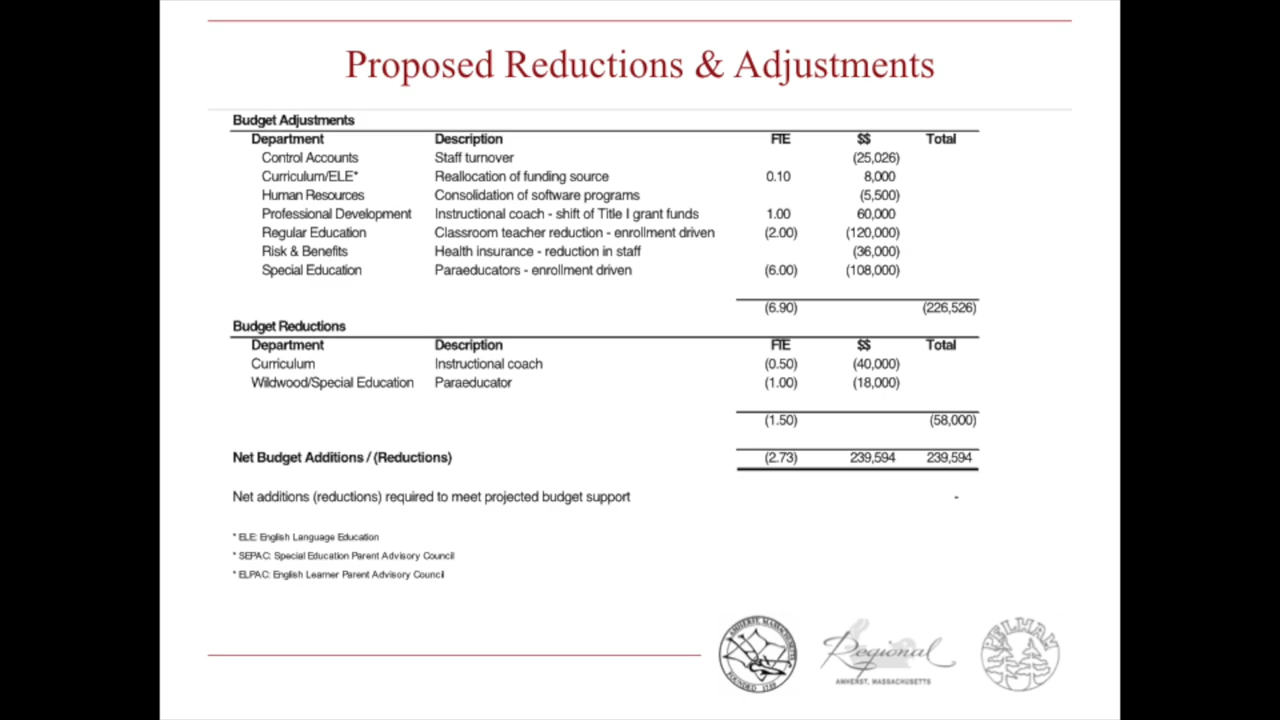 Proposed Reductions & Adjustments
Budget Adjustments
Department Description FTE $$ Total
Control Accounts Staff turnover (25,026)
Curriculum/ELE* Reallocation of funding source 0.10 8,000
Human Resources Consolidation of software programs (5,500)
Professional Development Instructional coach - shift of Title I grant funds 1.00 60,000
Regular Education Classroom teacher reduction - enrollment driven (2.00) (120,000)
Risk & Benefits Health insurance - reduction in staff (36,000)
Special Education Paraeducators - enrollment driven (6.00) (108,000)
(6.90) (226,526)
Budget Reductions
Department Description FTE $$ Total
Curriculum Instructional coach (0.50) (40,000)
Wildwood/Special Education Paraeducator (1.00) (18,000)
(1.50) (58,000)
Net Budget Additions / (Reductions) (2.73) 239,594 239,594
Net additions (reductions) required to meet projected budget support -
* ELE: English Language Education
* SEPAC: Special Education Parent Advisory Council
* ELPAC: English Learner Parent Advisory Council
AMHERST, MASSACHUSETTS
FOUNDED 1759
Regional
AMHERST, MASSACHUSETTS
PELHAM